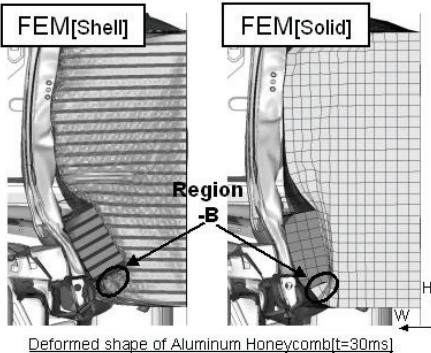 FEM[Shell]
FEM[Solid]
Region
-B
H
W
Deformed shape of Aluminum Honeycomb[t=30ms]